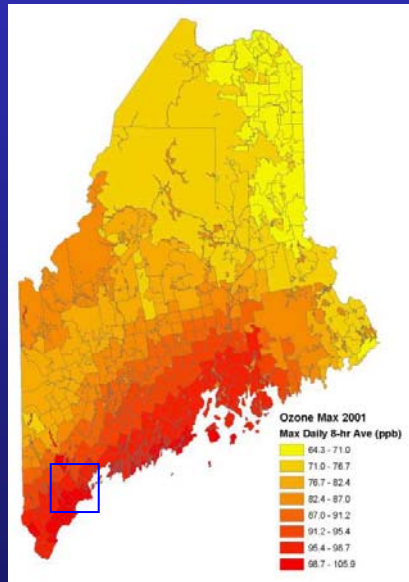 Ozone Max 2001
Max Daily 8-hr Ave (ppb)
64.3 - 71.0
71.0 - 76.7
76.7 - 82.4
82.4 - 87.0
87.0 - 91.2
91.2 - 95.4
95.4 - 98.7
98.7 - 105.9